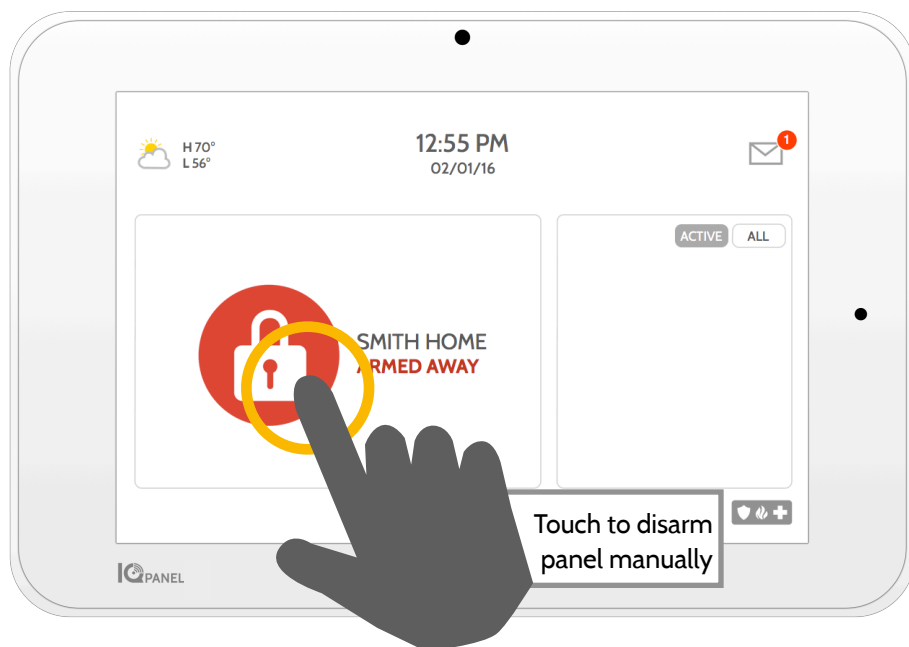 H 70°
L 56°
12:55 PM
02/01/16
1
ACTIVE
ALL
SMITH HOME
ARMED AWAY
Touch to disarm
panel manually
IQ PANEL